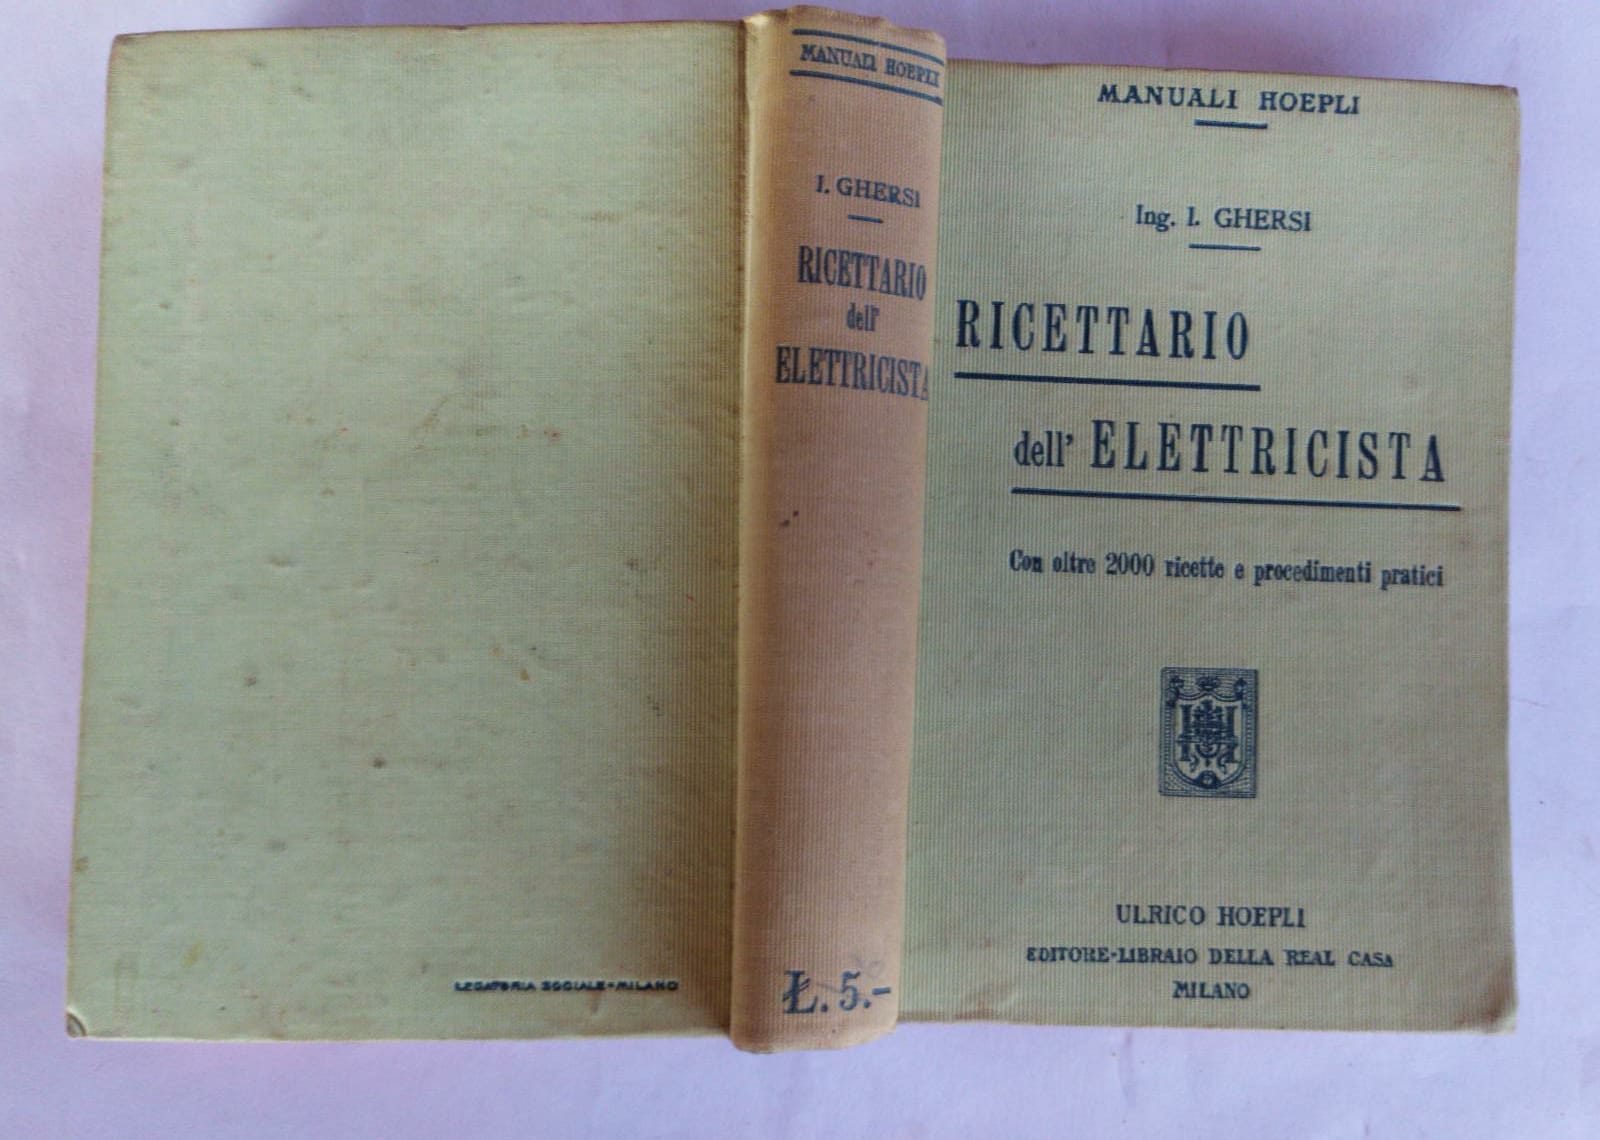 MANUALI HOEPLI
I. GHERSI
RICETTARIO
dell'
ELETTRICISTA
Ł. 5.-
LEGATORIA SOCIALE-MILANO
MANUALI HOEPLI
Ing. I. GHERSI
RICETTARIO
dell' ELETTRICISTA
Con oltre 2000 ricette e procedimenti pratici
ULRICO HOEPLI
EDITORE-LIBRAIO DELLA REAL CASA
MILANO